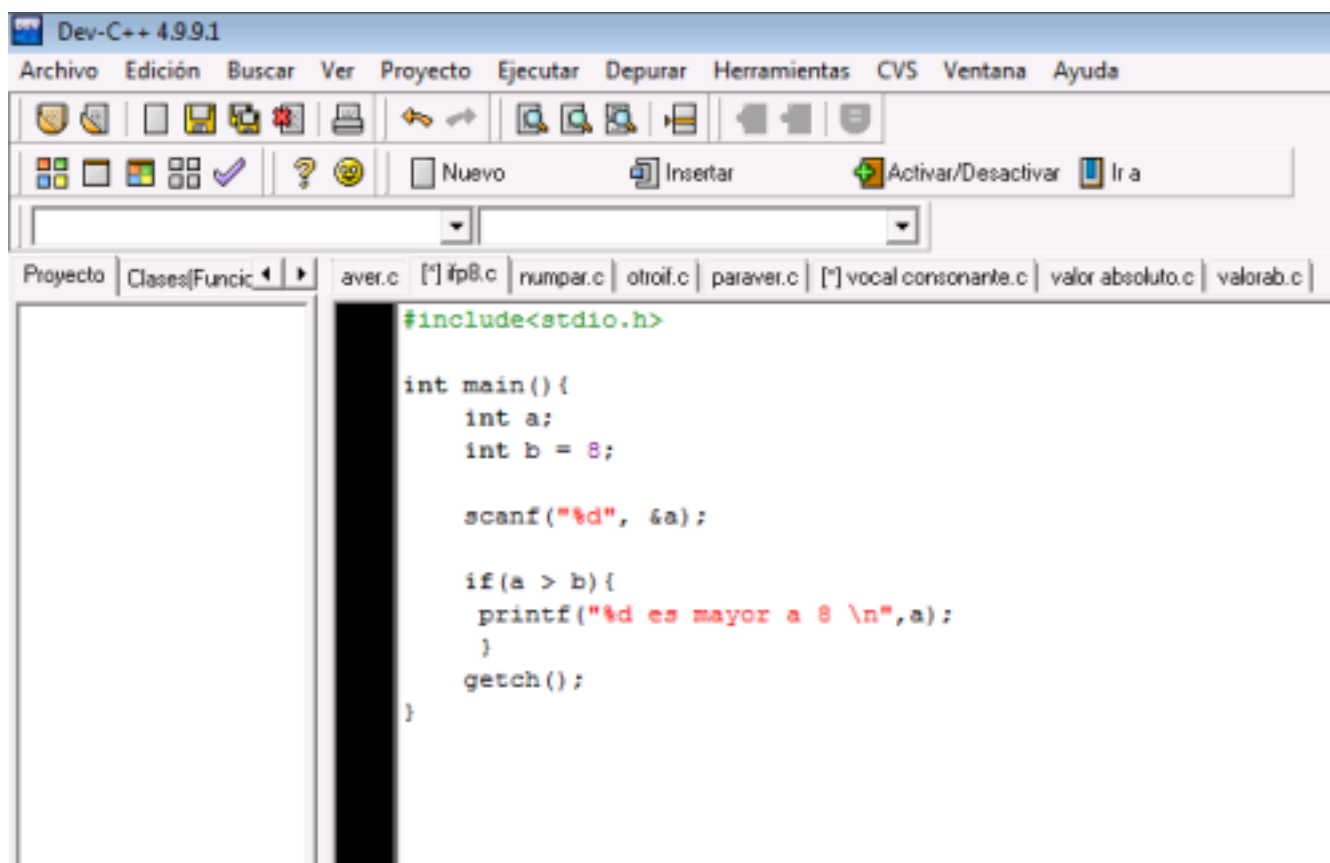 Dev-C++ 4.9.9.1
Archivo Edición Buscar Ver Proyecto Ejecutar Depurar Herramientas CVS Ventana Ayuda
Nuevo Insertar Activar/Desactivar Ir a
Proyecto Clases Funcic aver.c [*] ifp8.c numpar.c otroif.c paraver.c [*] vocal consonante.c valor absoluto.c valorab.c
#include<stdio.h>
int main(){
int a;
int b = 8;
scanf("%d", &a);
if(a > b){
printf("%d es mayor a 8 \n",a);
}
getch();
}